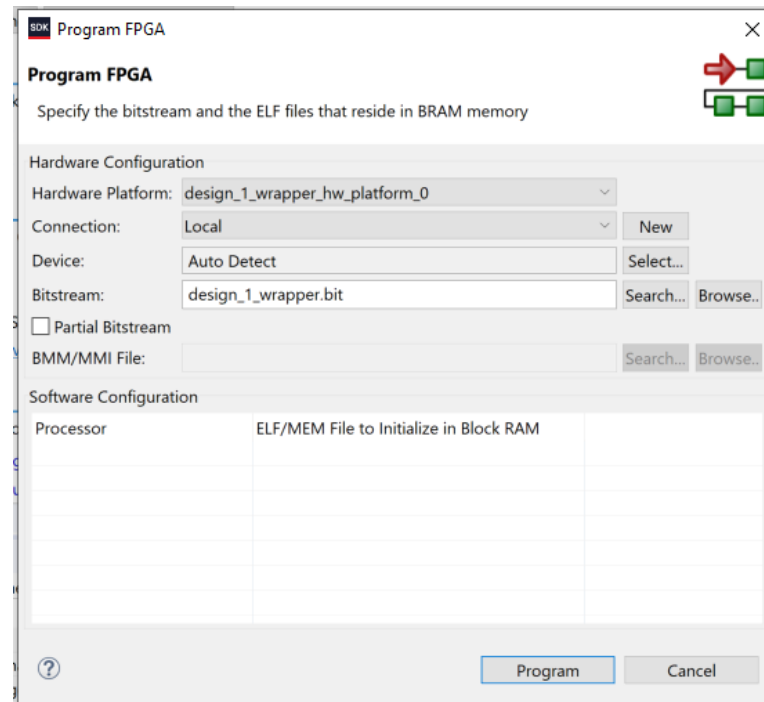 SDK Program FPGA
Program FPGA
Specify the bitstream and the ELF files that reside in BRAM memory
Hardware Configuration
Hardware Platform: design_1_wrapper_hw_platform_0
Connection: Local New
Device: Auto Detect Select...
Bitstream: design_1_wrapper.bit Search... Browse..
Partial Bitstream
BMM/MMI File: Search... Browse..
Software Configuration
Processor ELF/MEM File to Initialize in Block RAM
? Program Cancel